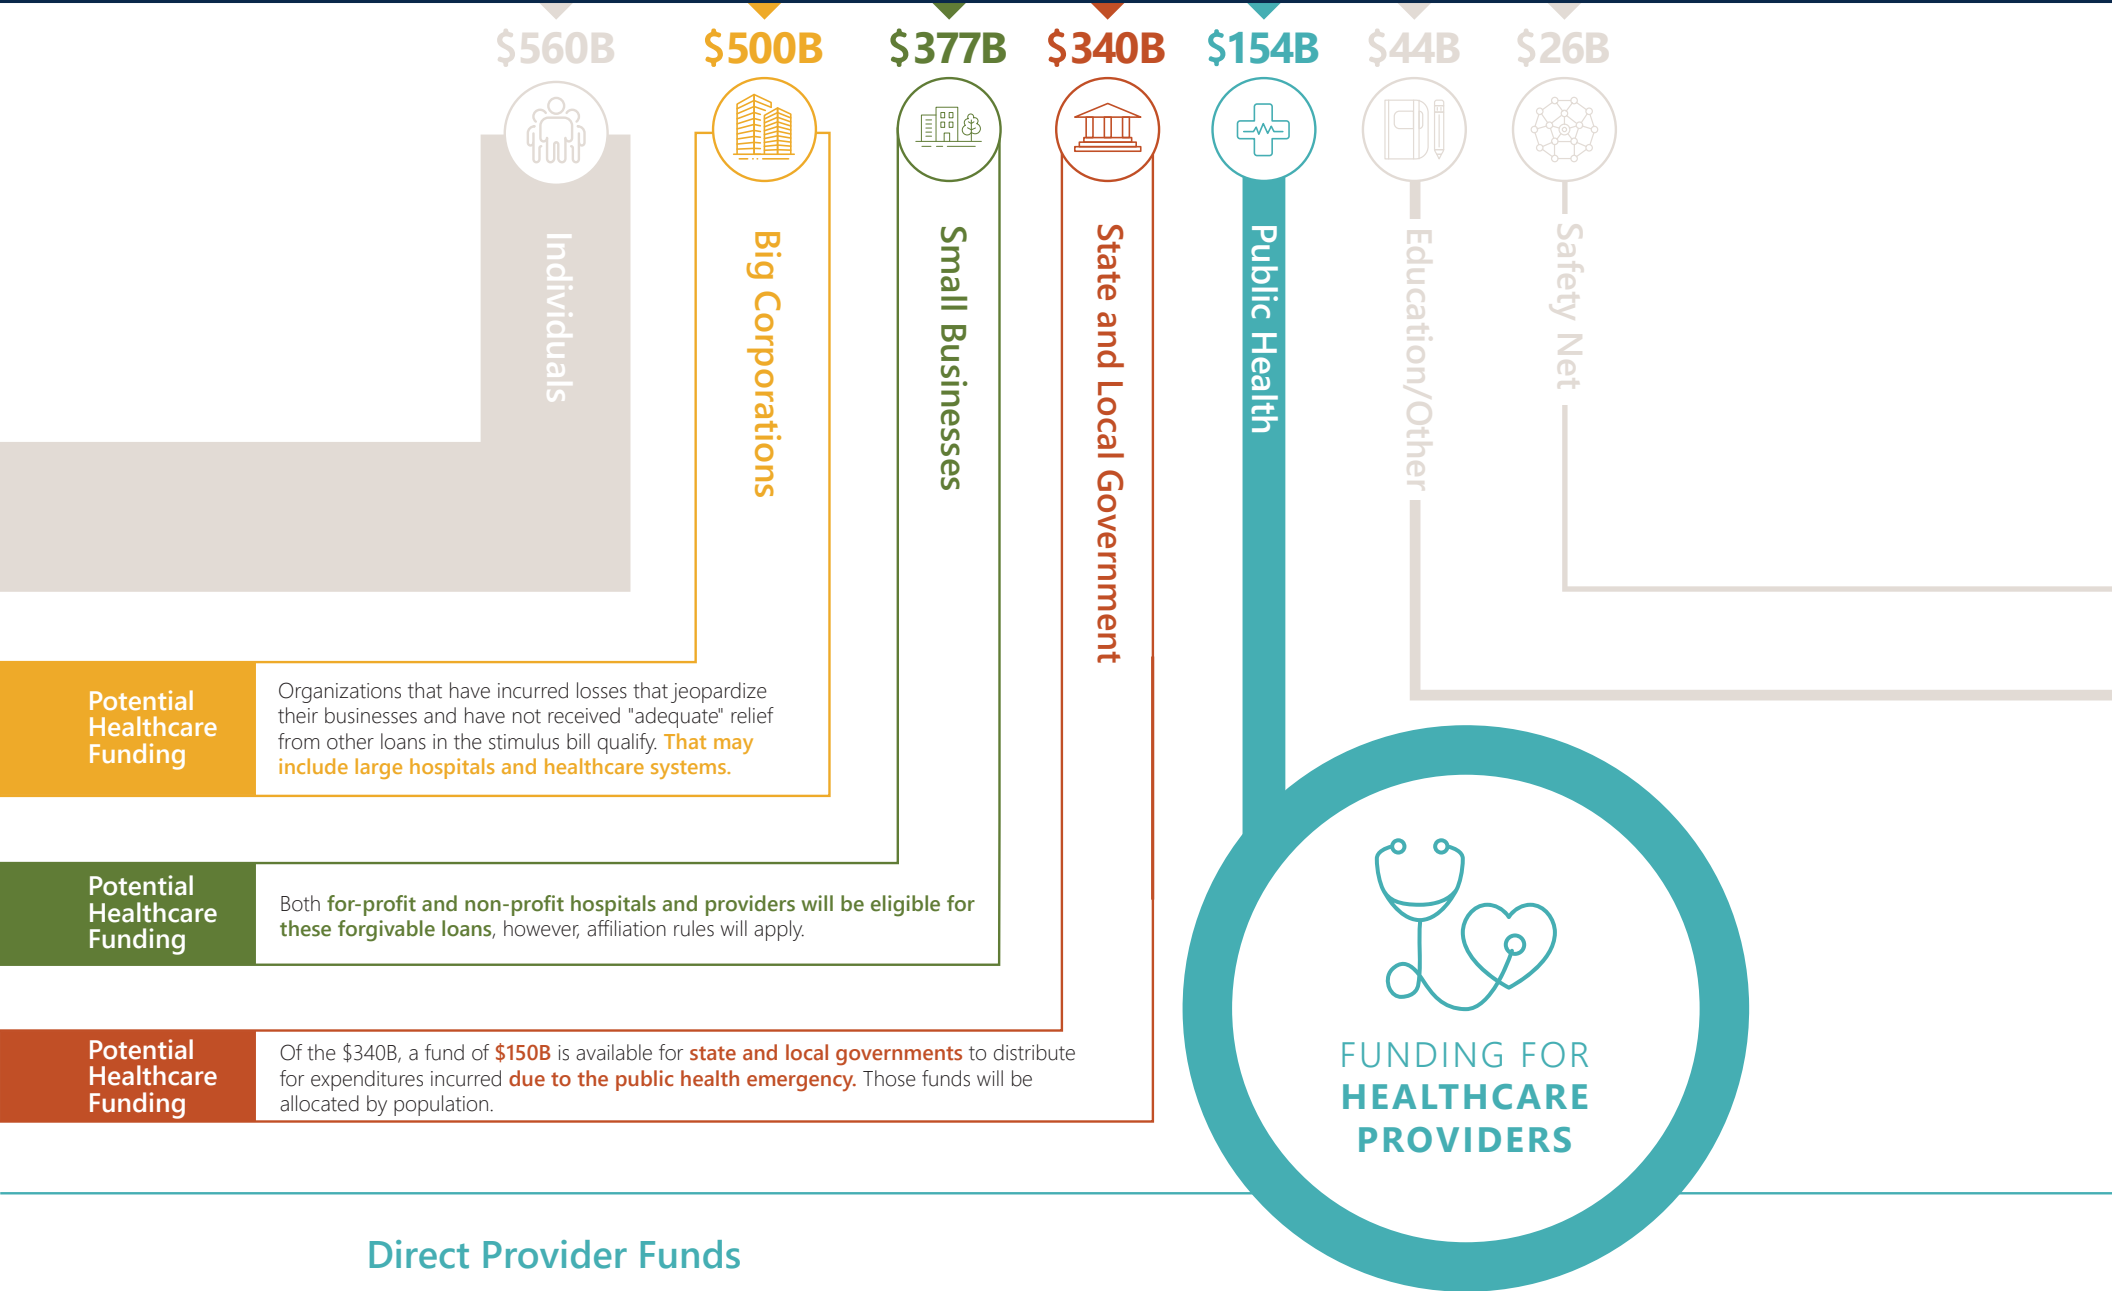 $560B
$500B
$377B
$340B
$154B
$44B
$26B
Individuals
Big Corporations
Small Businesses
State and Local Government
Public Health
Education/Other
Safety Net
Potential
Healthcare
Funding
Organizations that have incurred losses that jeopardize
their businesses and have not received "adequate" relief
from other loans in the stimulus bill qualify. That may
include large hospitals and healthcare systems.
Potential
Healthcare
Funding
Both for-profit and non-profit hospitals and providers will be eligible for
these forgivable loans, however, affiliation rules will apply.
Potential
Healthcare
Funding
Of the $340B, a fund of $150B is available for state and local governments to distribute
for expenditures incurred due to the public health emergency. Those funds will be
allocated by population.
FUNDING FOR
HEALTHCARE
PROVIDERS
Direct Provider Funds